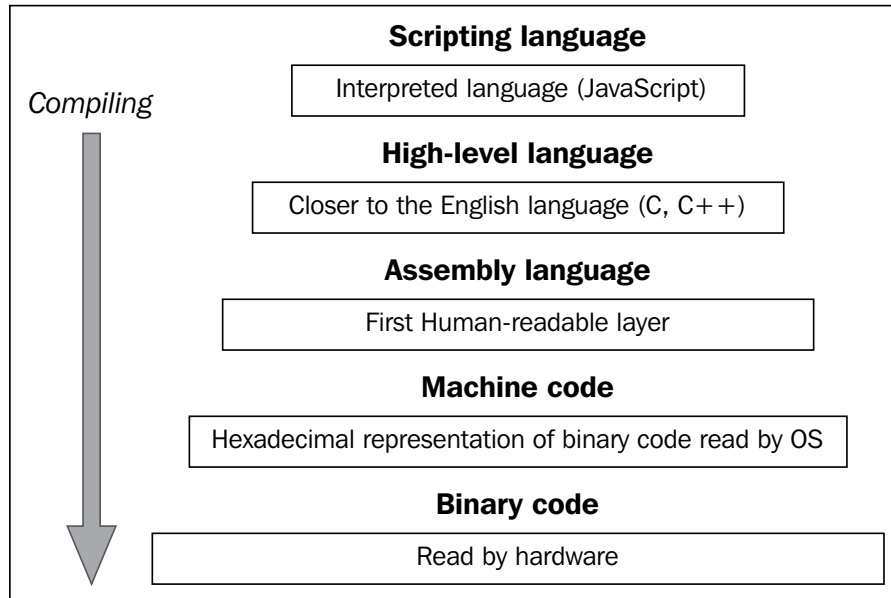 Scripting language
Interpreted language (JavaScript)
Compiling
High-level language
Closer to the English language (C, C++)
Assembly language
First Human-readable layer
Machine code
Hexadecimal representation of binary code read by OS
Binary code
Read by hardware